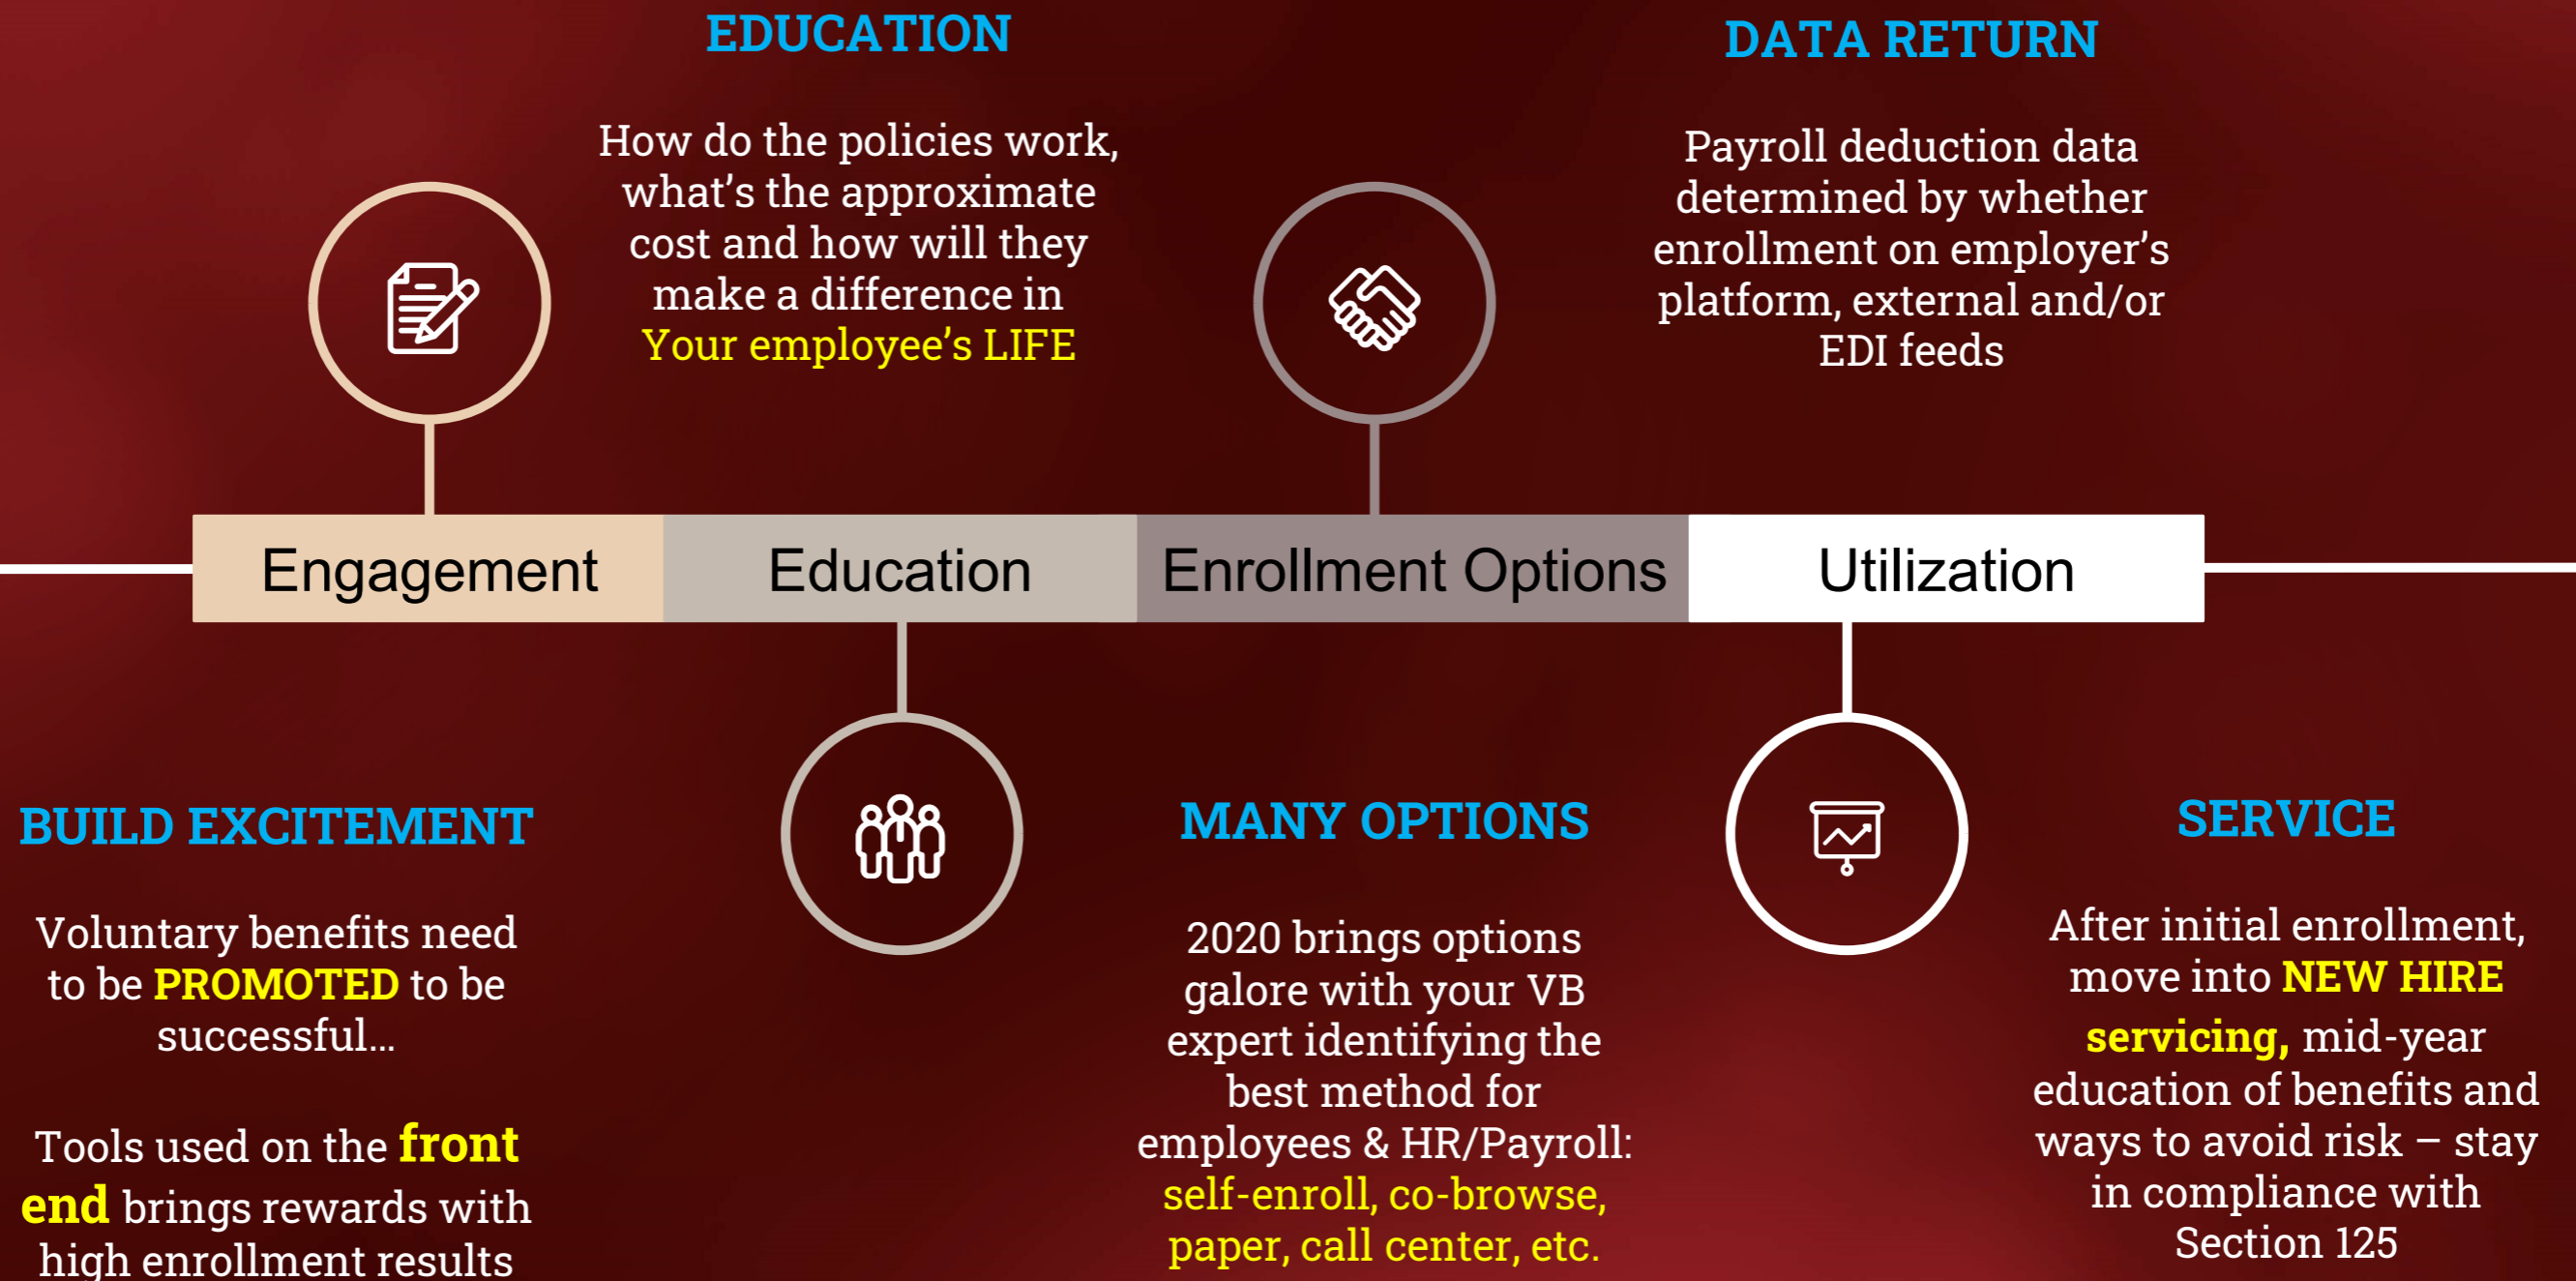 EDUCATION
How do the policies work,
what’s the approximate
cost and how will they
make a difference in
Your employee’s LIFE
DATA RETURN
Payroll deduction data
determined by whether
enrollment on employer’s
platform, external and/or
EDI feeds
Engagement
Education
Enrollment Options
Utilization
BUILD EXCITEMENT
Voluntary benefits need
to be PROMOTED to be
successful…
Tools used on the front
end brings rewards with
high enrollment results
MANY OPTIONS
2020 brings options
galore with your VB
expert identifying the
best method for
employees & HR/Payroll:
self-enroll, co-browse,
paper, call center, etc.
SERVICE
After initial enrollment,
move into NEW HIRE
servicing, mid-year
education of benefits and
ways to avoid risk – stay
in compliance with
Section 125